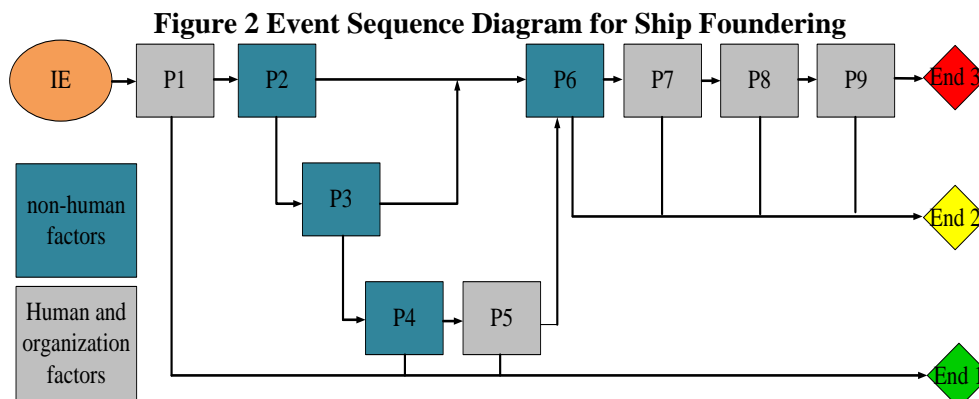 Figure 2 Event Sequence Diagram for Ship Foundering
IE
P1
P2
P6
P7
P8
P9
End 3
P3
non-human
factors
End 2
P4
P5
Human and
organization
factors
End 1